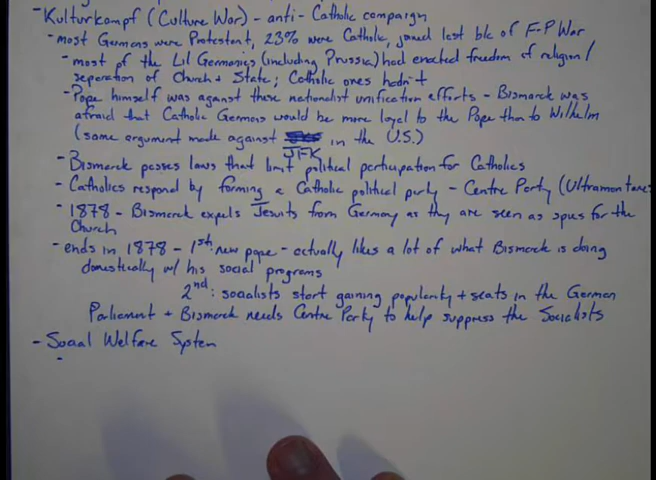 - Kulturkampf (Culture War) - anti-Catholic campaign
- most Germans were Protestant, 23% were Catholic, joined last b/c of F-P War
- most of the Lil Germanies (including Prussia) had enacted freedom of religion/
separation of Church + State; Catholic ones hadn't
- Pope himself was against these nationalist unification efforts - Bismarck was
afraid that Catholic Germans would be more loyal to the Pope than to Wilhelm
(same argument made against JFK in the U.S.)
- Bismarck passes laws that limit political participation for Catholics
- Catholics respond by forming a Catholic political party - Centre Party (Ultramontanes
- 1878 - Bismarck expels Jesuits from Germany as they are seen as spies for the
Church
- ends in 1878 - 1st: new pope - actually likes a lot of what Bismarck is doing
domestically w/ his social programs
2nd: socialists start gaining popularity + seats in the German
Parliament + Bismarck needs Centre Party to help suppress the Socialists
- Social Welfare System
-